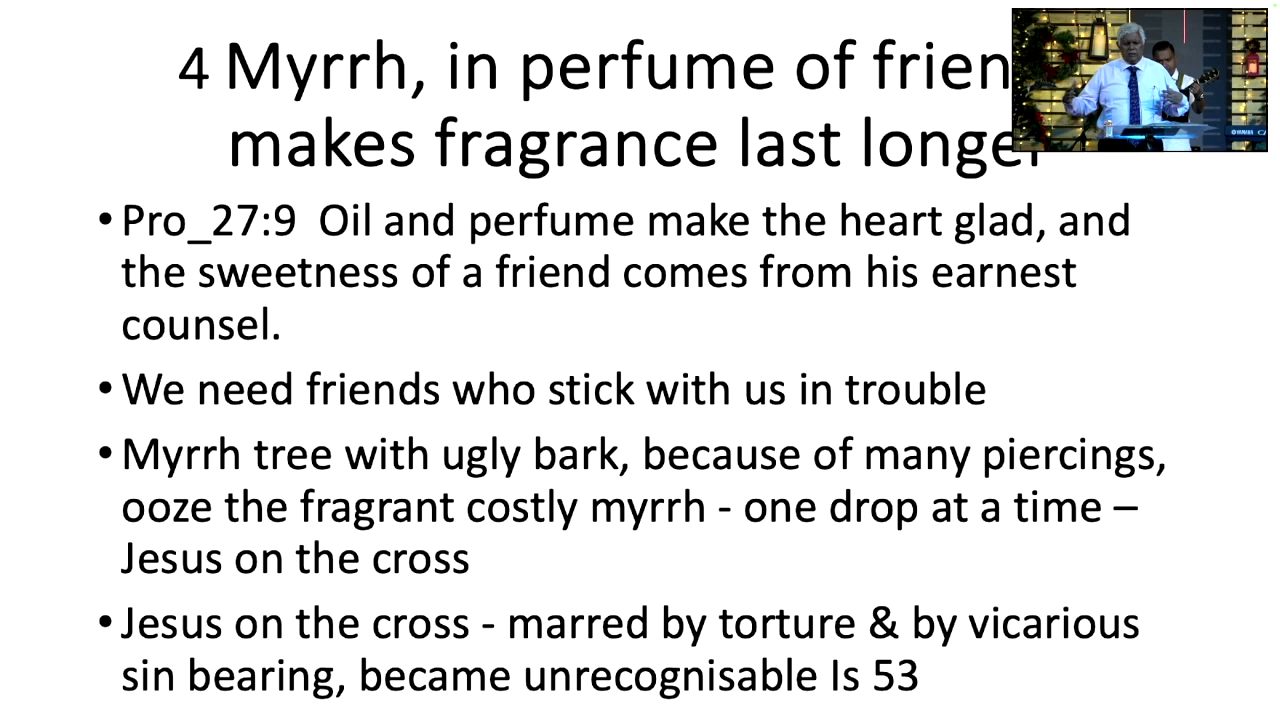 4 Myrrh, in perfume of frien
makes fragrance last longer
• Pro_27:9  Oil and perfume make the heart glad, and
the sweetness of a friend comes from his earnest
counsel.
• We need friends who stick with us in trouble
• Myrrh tree with ugly bark, because of many piercings,
ooze the fragrant costly myrrh - one drop at a time –
Jesus on the cross
• Jesus on the cross - marred by torture & by vicarious
sin bearing, became unrecognisable Is 53
YAMAHA